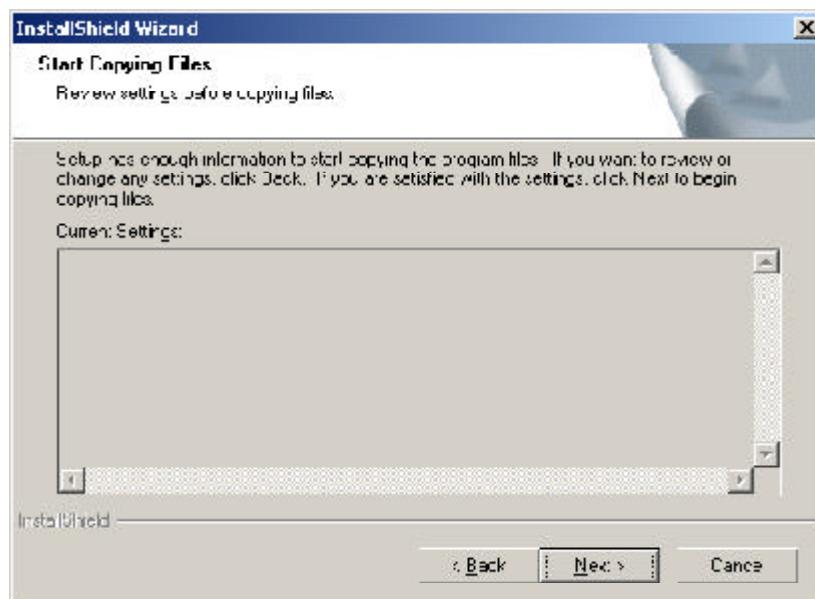 InstallShield Wizard
Start Copying Files
Review settings before copying files.
Setup has enough information to start copying the program files. If you want to review or
change any settings, click Back. If you are satisfied with the settings, click Next to begin
copying files.
Current Settings:
InstallShield
< Back Next > Cancel